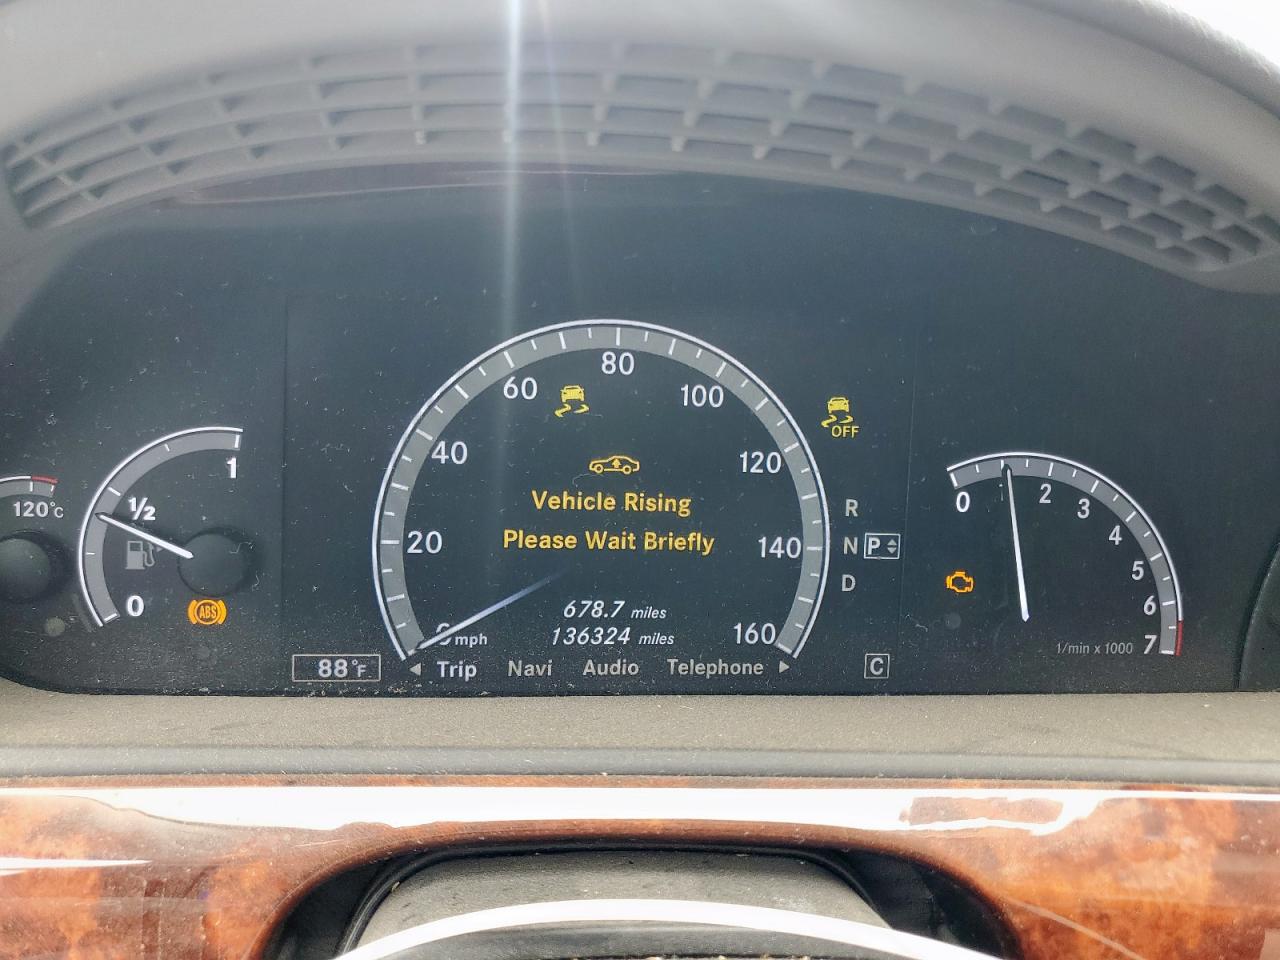 80
60
100
OFF
40
120
1
120°C
½
Vehicle Rising
R
0
2
3
4
5
6
7
1/min x 1000
20
Please Wait Briefly
140
N P
D
0
ABS
678.7 miles
136324 miles
0 mph
160
88°F
Trip Navi Audio Telephone
C